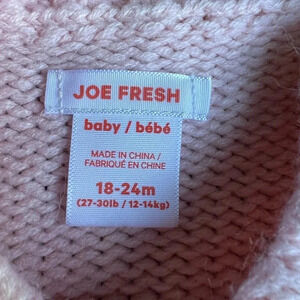 JOE FRESH
baby / bébé
MADE IN CHINA /
FABRIQUÉ EN CHINE
18-24m
(27-30lb / 12-14kg)